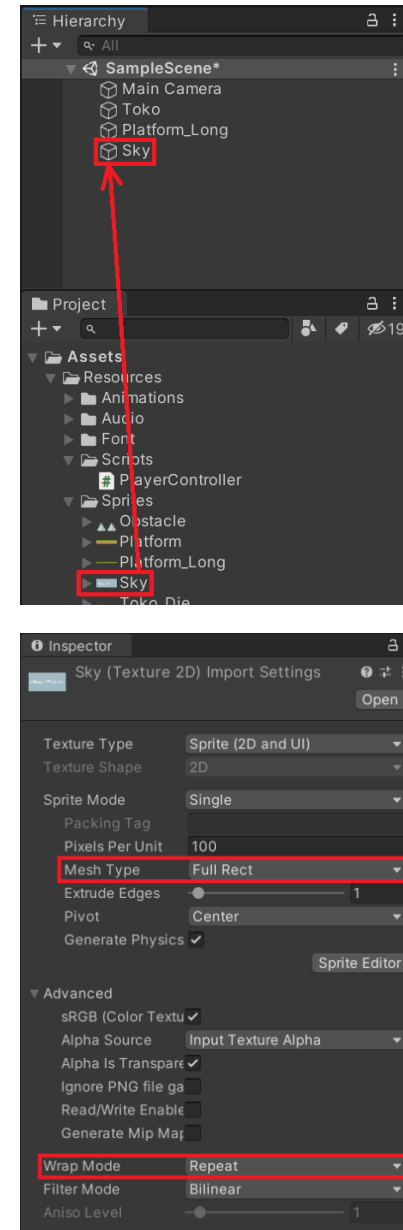 Hierarchy
All
SampleScene*
Main Camera
Toko
Platform_Long
Sky
Project
19
Assets
Resources
Animations
Audio
Font
Scripts
# PlayerController
Sprites
Obstacle
Platform
Platform_Long
Sky
Toko_Die
Inspector
Sky (Texture 2D) Import Settings
Open
Texture Type Sprite (2D and UI)
Texture Shape 2D
Sprite Mode Single
Packing Tag
Pixels Per Unit 100
Mesh Type Full Rect
Extrude Edges 1
Pivot Center
Generate Physics
Sprite Editor
Advanced
sRGB (Color Textu
Alpha Source Input Texture Alpha
Alpha Is Transpare
Ignore PNG file ga
Read/Write Enable
Generate Mip Map
Wrap Mode Repeat
Filter Mode Bilinear
Aniso Level 1